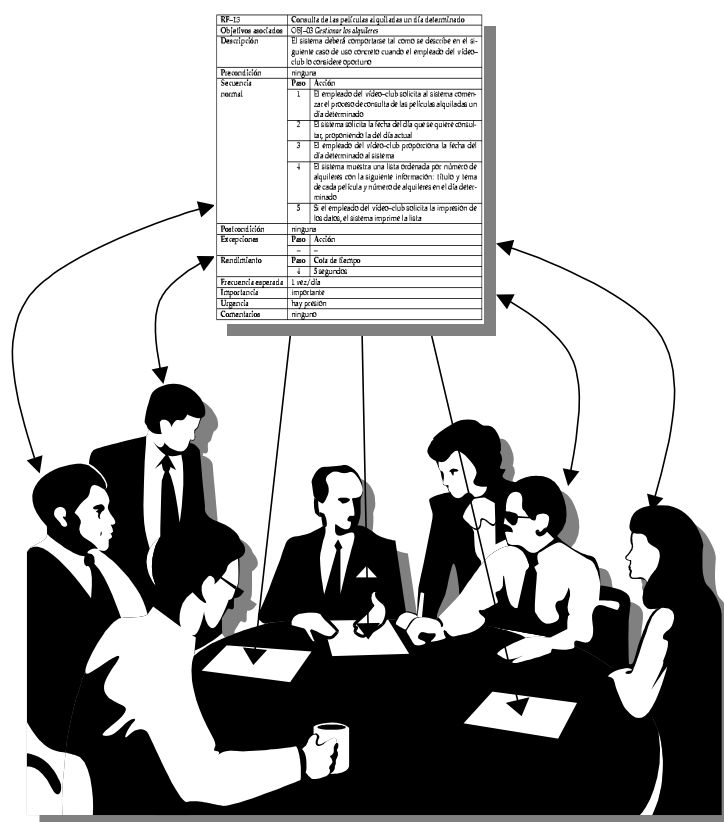 RF–13 Consulta de las películas alquiladas un día determinado
Objetivos asociados OBJ–03 Gestionar los alquileres
Descripción El sistema deberá comportarse tal como se describe en el si-
guiente caso de uso concreto cuando el empleado del vídeo-
club lo considere oportuno
Precondición ninguna
Secuencia Paso Acción
normal 1 El empleado del vídeo–club solicita al sistema comen-
zar el proceso de consulta de las películas alquiladas un
día determinado
2 El sistema solicita la fecha del día que se quiere consul-
tar, proponiendo la del día actual
3 El empleado del vídeo–club proporciona la fecha del
día determinado al sistema
4 El sistema muestra una lista ordenada por número de
alquileres con la siguiente información: título y tema
de cada película y número de alquileres en el día deter-
minado
5 Si el empleado del vídeo–club solicita la impresión de
los datos, el sistema imprime la lista
Postcondición ninguna
Excepciones Paso Acción
– –
Rendimiento Paso Cota de tiempo
4 5 segundos
Frecuencia esperada 1 vez/día
Importancia importante
Urgencia hay presión
Comentarios ninguno